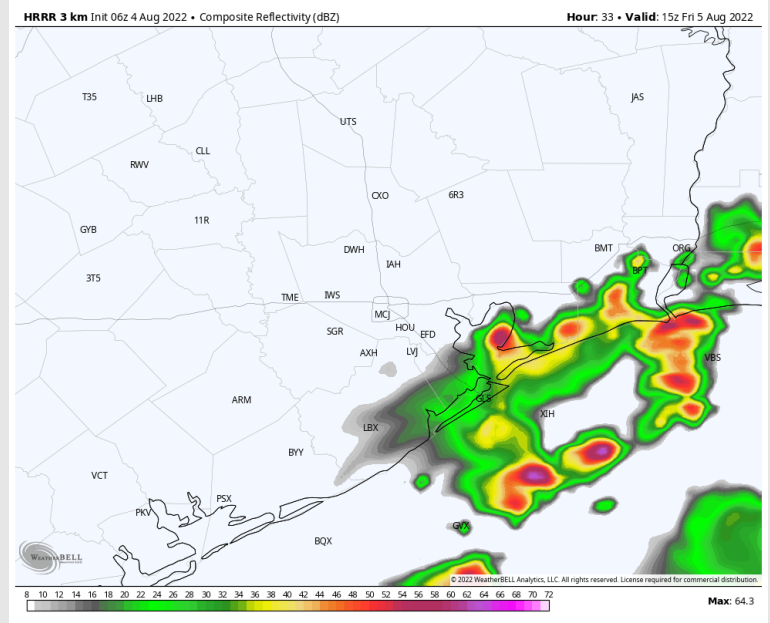 HRRR 3 km Init 06z 4 Aug 2022 • Composite Reflectivity (dBZ) Hour: 33 • Valid: 15z Fri 5 Aug 2022
T35 LHB JAS
UTS
CLL
RWV
CXO 6R3
11R
GYB
DWH BMT ORG
IAH
BPT
3T5
TME IWS
MCJ
SGR HOU EFD
AXH LVJ
VBS
ARM GLS
XIH
LBX
BYY
VCT
PSX
PKV
GVX
BQX
WEATHERBELL
© 2022 WeatherBELL Analytics, LLC. All rights reserved. License required for commercial distribution.
8 10 12 14 16 18 20 22 24 26 28 30 32 34 36 38 40 42 44 46 48 50 52 54 56 58 60 62 64 66 68 70 72 Max: 64.3